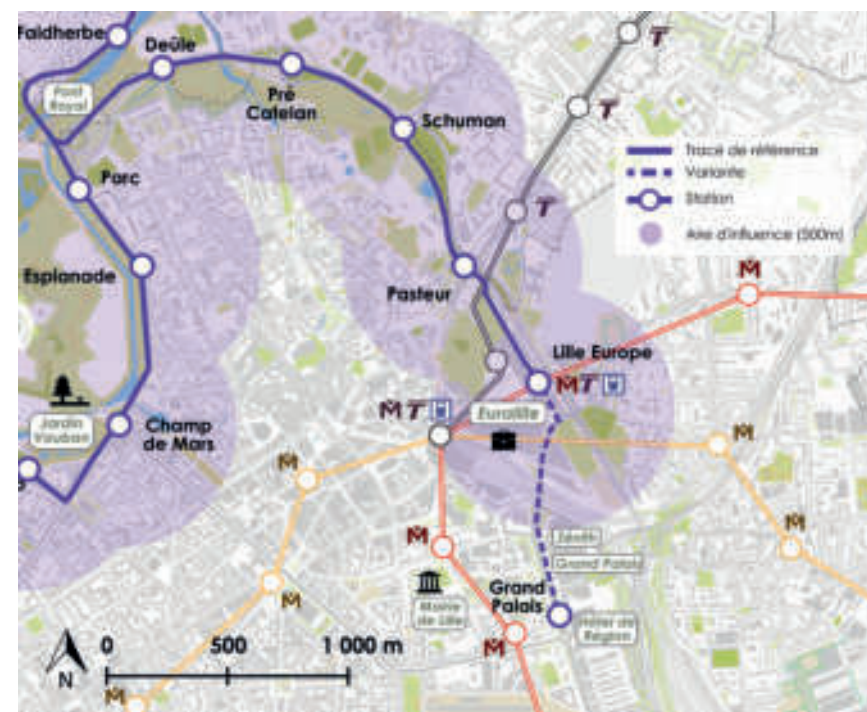 Faidherbe
Deûle
Pont
Royal
Pré
Catelan
Schuman
T
T
Tracé de référence
Variante
Station
Aire d'influence (500m)
Parc
T
Esplanade
Pasteur
M
Lille Europe
M T
Jardin
Vauban
Champ
de Mars
M T
Euralille
M
M
M
M
Zénith
Grand Palais
M
Grand
Palais
Mairie
de Lille
Hôtel de
Région
M
M
0 500 1 000 m
N